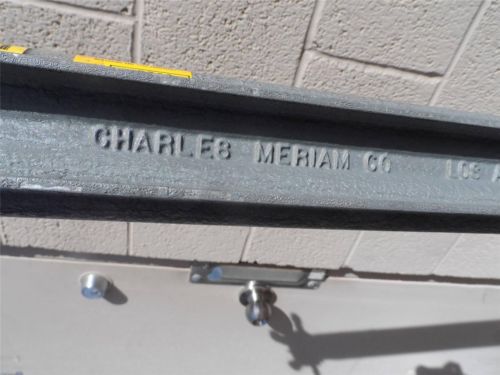 CHARLES MERIAM CO LOS A